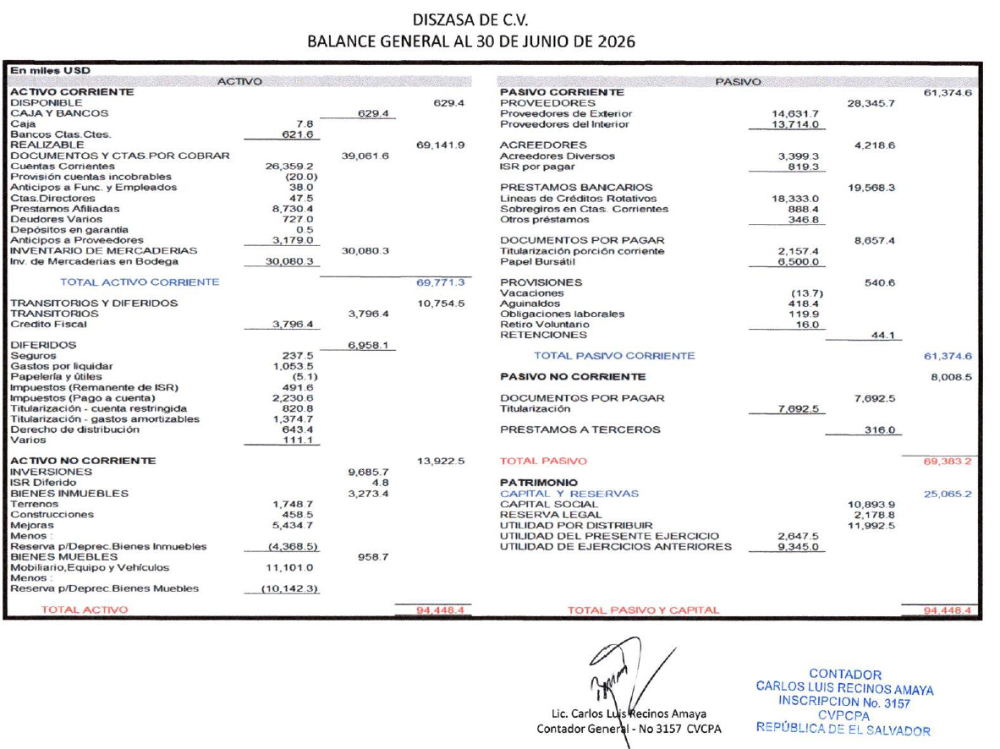 DISZASA DE C.V.
BALANCE GENERAL AL 30 DE JUNIO DE 2026
En miles USD
ACTIVO
ACTIVO CORRIENTE
DISPONIBLE 629.4
CAJA Y BANCOS 629.4
Caja 7.8
Bancos Ctas.Ctes. 621.6
REALIZABLE 69,141.9
DOCUMENTOS Y CTAS.POR COBRAR 39,061.6
Cuentas Corrientes 26,359.2
Provisión cuentas incobrables (20.0)
Anticipos a Func. y Empleados 38.0
Ctas.Directores 47.5
Prestamos Afiliadas 8,730.4
Deudores Varios 727.0
Depósitos en garantía 0.5
Anticipos a Proveedores 3,179.0
INVENTARIO DE MERCADERIAS 30,080.3
Inv. de Mercaderias en Bodega 30,080.3
TOTAL ACTIVO CORRIENTE 69,771.3
TRANSITORIOS Y DIFERIDOS 10,754.5
TRANSITORIOS 3,796.4
Credito Fiscal 3,796.4
DIFERIDOS 6,958.1
Seguros 237.5
Gastos por liquidar 1,053.5
Papelería y útiles (5.1)
Impuestos (Remanente de ISR) 491.6
Impuestos (Pago a cuenta) 2,230.6
Titularización - cuenta restringida 820.8
Titularización - gastos amortizables 1,374.7
Derecho de distribución 643.4
Varios 111.1
ACTIVO NO CORRIENTE 13,922.5
INVERSIONES 9,685.7
ISR Diferido 4.8
BIENES INMUEBLES 3,273.4
Terrenos 1,748.7
Construcciones 458.5
Mejoras 5,434.7
Menos :
Reserva p/Deprec.Bienes Inmuebles (4,368.5)
BIENES MUEBLES 958.7
Mobiliario,Equipo y Vehículos 11,101.0
Menos :
Reserva p/Deprec.Bienes Muebles (10,142.3)
TOTAL ACTIVO 94,448.4
PASIVO
PASIVO CORRIENTE 61,374.6
PROVEEDORES 28,345.7
Proveedores de Exterior 14,631.7
Proveedores del Interior 13,714.0
ACREEDORES 4,218.6
Acreedores Diversos 3,399.3
ISR por pagar 819.3
PRESTAMOS BANCARIOS 19,568.3
Lineas de Créditos Rotativos 18,333.0
Sobregiros en Ctas. Corrientes 888.4
Otros préstamos 346.8
DOCUMENTOS POR PAGAR 8,657.4
Titularización porción corriente 2,157.4
Papel Bursátil 6,500.0
PROVISIONES 540.6
Vacaciones (13.7)
Aguinaldos 418.4
Obligaciones laborales 119.9
Retiro Voluntario 16.0
RETENCIONES 44.1
TOTAL PASIVO CORRIENTE 61,374.6
PASIVO NO CORRIENTE 8,008.5
DOCUMENTOS POR PAGAR 7,692.5
Titularización 7,692.5
PRESTAMOS A TERCEROS 316.0
TOTAL PASIVO 69,383.2
PATRIMONIO
CAPITAL Y RESERVAS 25,065.2
CAPITAL SOCIAL 10,893.9
RESERVA LEGAL 2,178.8
UTILIDAD POR DISTRIBUIR 11,992.5
UTILIDAD DEL PRESENTE EJERCICIO 2,647.5
UTILIDAD DE EJERCICIOS ANTERIORES 9,345.0
TOTAL PASIVO Y CAPITAL 94,448.4
Lic. Carlos Luis Recinos Amaya
Contador General - No 3157 CVCPA
CONTADOR
CARLOS LUIS RECINOS AMAYA
INSCRIPCION No. 3157
CVPCPA
REPÚBLICA DE EL SALVADOR